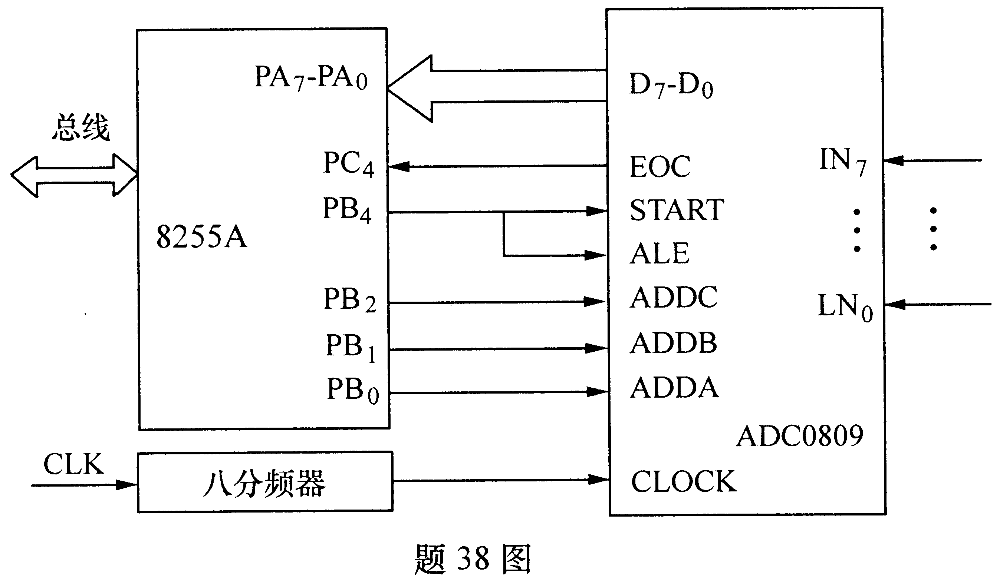 PA7-PA0
D7-D0
总线
PC4
EOC
IN7
PB4
START
8255A
ALE
PB2
ADDC
LN0
PB1
ADDB
PB0
ADDA
ADC0809
CLK
八分频器
CLOCK
题 38 图